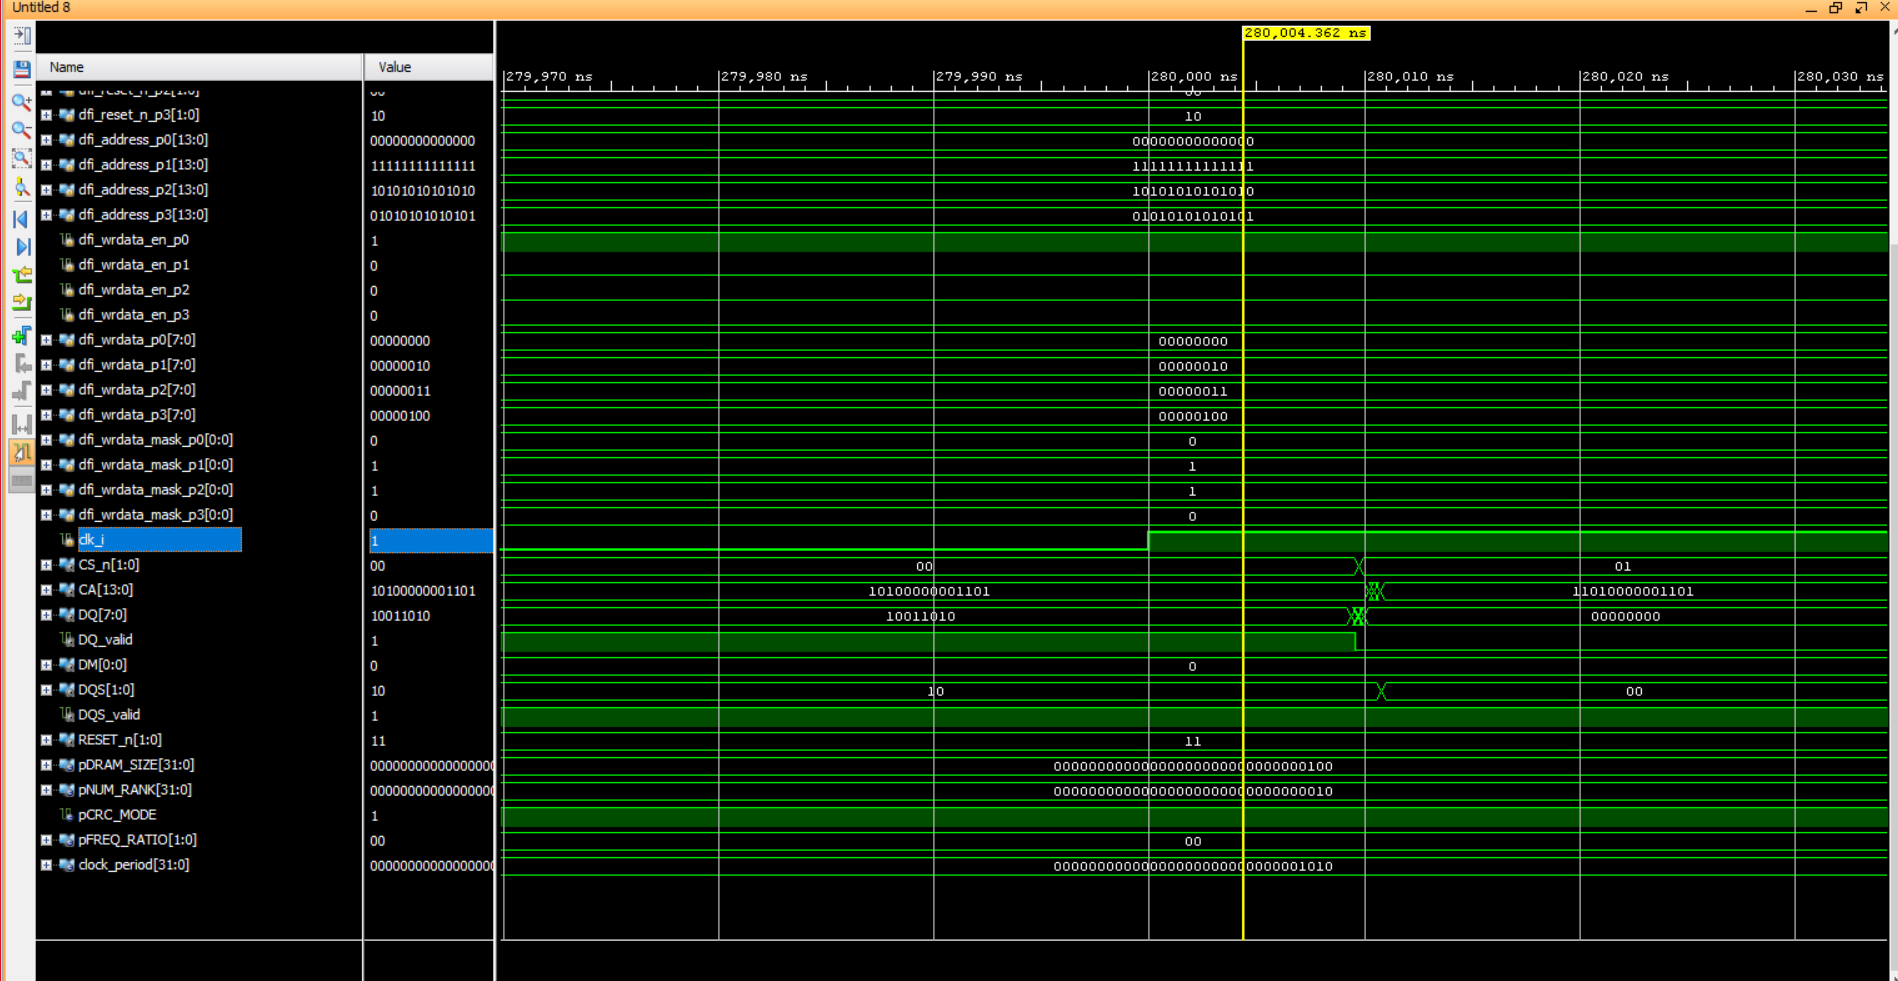 Untitled 8
280,004.362 ns
Name Value
279,970 ns 279,980 ns 279,990 ns 280,000 ns 280,010 ns 280,020 ns 280,030 ns
dfi_reset_n_p2[1:0] 00 00
dfi_reset_n_p3[1:0] 10 10
dfi_address_p0[13:0] 00000000000000 00000000000000
dfi_address_p1[13:0] 11111111111111 11111111111111
dfi_address_p2[13:0] 10101010101010 10101010101010
dfi_address_p3[13:0] 01010101010101 01010101010101
dfi_wrdata_en_p0 1
dfi_wrdata_en_p1 0
dfi_wrdata_en_p2 0
dfi_wrdata_en_p3 0
dfi_wrdata_p0[7:0] 00000000 00000000
dfi_wrdata_p1[7:0] 00000010 00000010
dfi_wrdata_p2[7:0] 00000011 00000011
dfi_wrdata_p3[7:0] 00000100 00000100
dfi_wrdata_mask_p0[0:0] 0 0
dfi_wrdata_mask_p1[0:0] 1 1
dfi_wrdata_mask_p2[0:0] 1 1
dfi_wrdata_mask_p3[0:0] 0 0
clk_i 1
CS_n[1:0] 00 00 01
CA[13:0] 10100000001101 10100000001101 11010000001101
DQ[7:0] 10011010 10011010 00000000
DQ_valid 1
DM[0:0] 0 0
DQS[1:0] 10 10 00
DQS_valid 1
RESET_n[1:0] 11 11
pDRAM_SIZE[31:0] 0000000000000000 00000000000000000000000000000100
pNUM_RANK[31:0] 0000000000000000 00000000000000000000000000000010
pCRC_MODE 1
pFREQ_RATIO[1:0] 00 00
clock_period[31:0] 0000000000000000 00000000000000000000000000001010